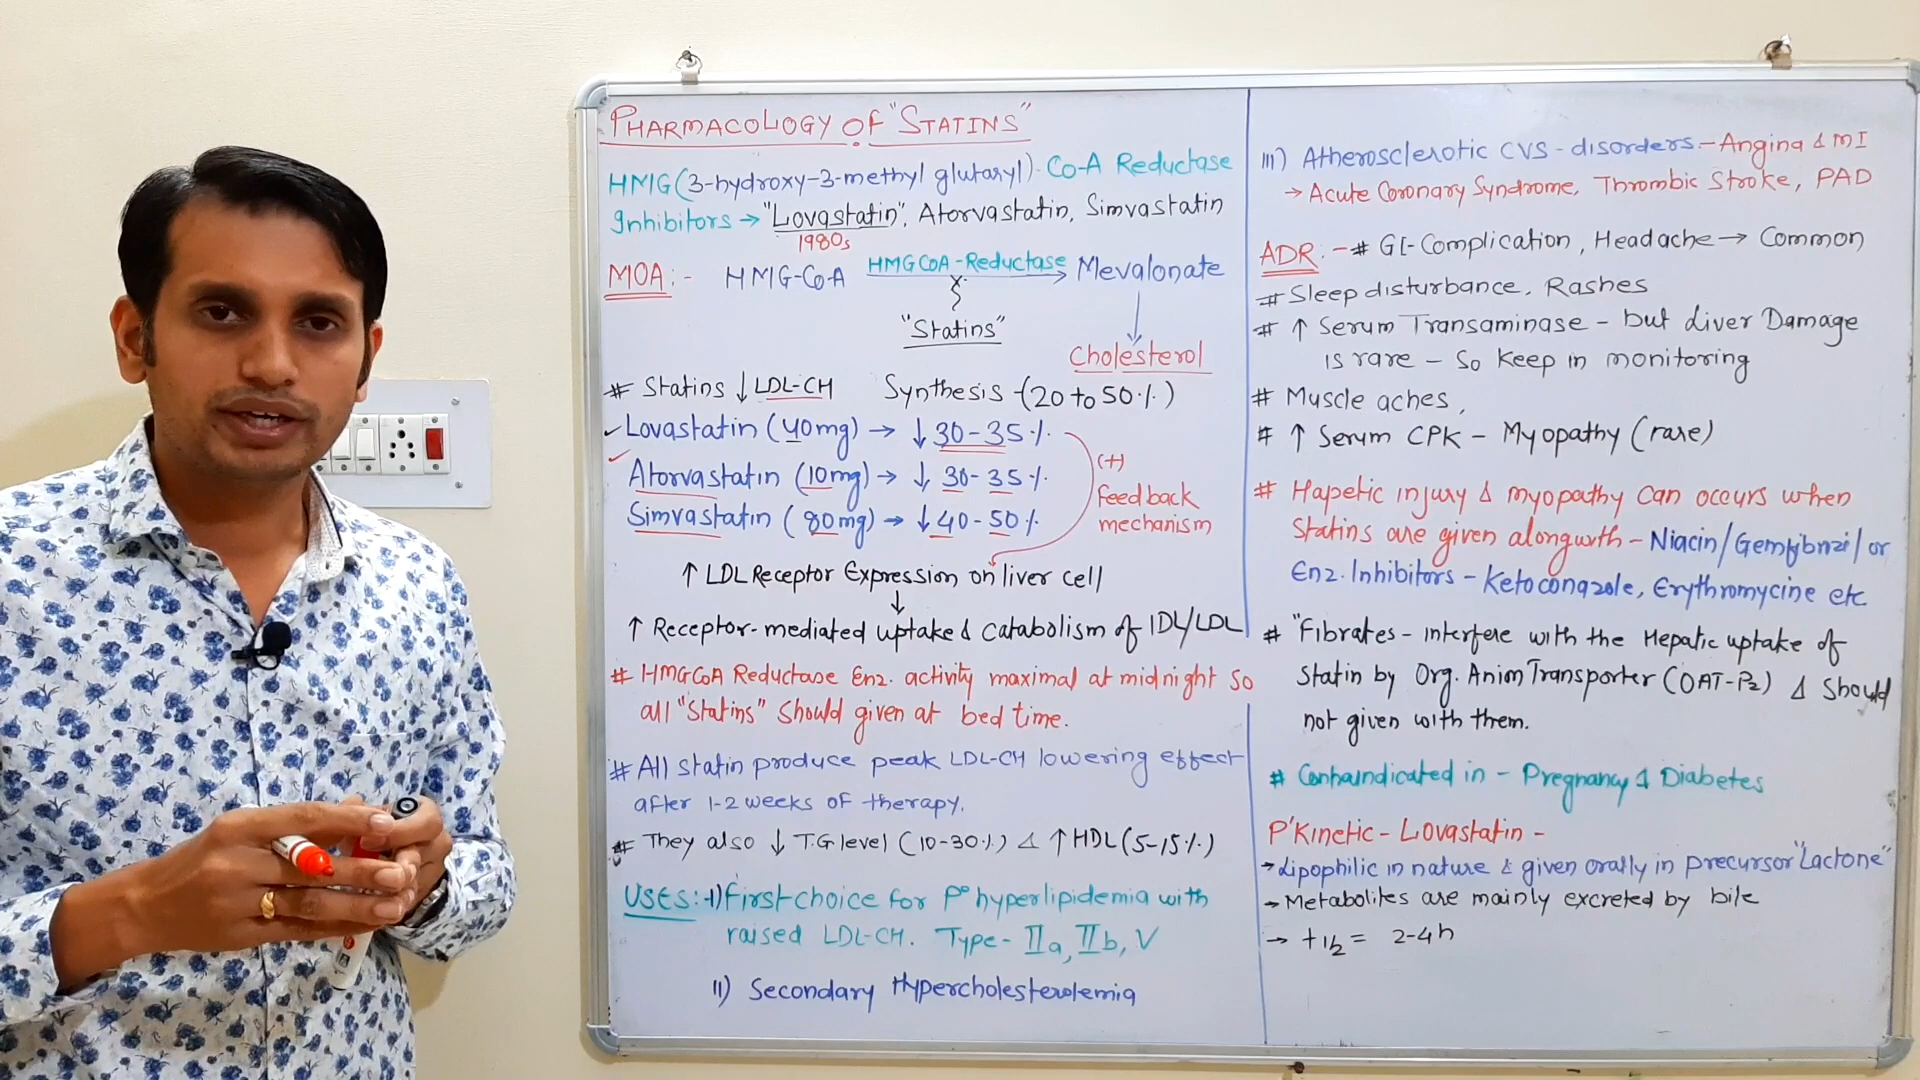 PHARMACOLOGY OF "STATINS"
HMG (3-hydroxy-3-methyl glutaryl)-Co-A Reductase
Inhibitors → "Lovastatin", Atorvastatin, Simvastatin
1980s
MOA:- HMG-Co-A HMGCoA-Reductase Mevalonate
x
"Statins"
Cholesterol
# Statins ↓ LDL-CH Synthesis - (20 to 50%)
✓ Lovastatin (40mg) → ↓ 30-35%
✓ Atorvastatin (10mg) → ↓ 30-35%
Simvastatin (80mg) → ↓ 40-50%
(+)
feedback
mechanism
↑ LDL Receptor Expression on liver cell
↓
↑ Receptor-mediated uptake & catabolism of IDL/LDL
# HMGCOA Reductase Enz. activity maximal at midnight so
all "Statins" should given at bed time.
# All statin produce peak LDL-CH lowering effect
after 1-2 weeks of therapy.
# They also ↓ T.G level (10-30%) & ↑ HDL (5-15%)
USES:-I) First choice for P° hyperlipidemia with
raised LDL-CH. Type - IIa, IIb, V
II) Secondary Hypercholesterolemia
III) Atherosclerotic CVS-disorders - Angina & MI
→ Acute Coronary Syndrome, Thrombic Stroke, PAD
ADR:- # GI-Complication, Headache → Common
# Sleep disturbance, Rashes
# ↑ Serum Transaminase - but Liver Damage
is rare - so keep in monitoring
# Muscle aches,
# ↑ Serum CPK - Myopathy (rare)
# Hapetic injury & myopathy can occurs when
statins are given alongwith - Niacin/Gemfibrozil/or
Enz. Inhibitors - Ketoconazole, Erythromycine etc
# "Fibrates - interfere with the Hepatic uptake of
statin by Org. Anion Transporter (OAT-P2) & should
not given with them.
# Contraindicated in - Pregnancy & Diabetes
P'Kinetic - Lovastatin -
→ Lipophilic in nature & given orally in precursor "Lactone"
→ Metabolites are mainly excreted by bile
→ t 1/2 = 2-4h